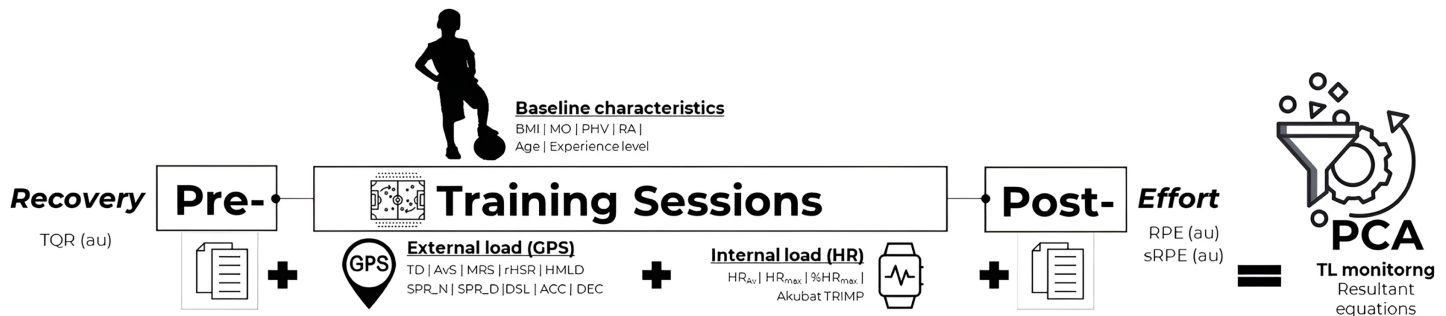 Baseline characteristics
BMI | MO | PHV | RA |
Age | Experience level
Recovery
TQR (au)
Pre-
Training Sessions
Post-
Effort
RPE (au)
sRPE (au)
GPS
External load (GPS)
TD | AvS | MRS | rHSR | HMLD
SPR_N | SPR_D |DSL | ACC | DEC
Internal load (HR)
HRAv | HRmax | %HRmax |
Akubat TRIMP
PCA
TL monitorng
Resultant
equations